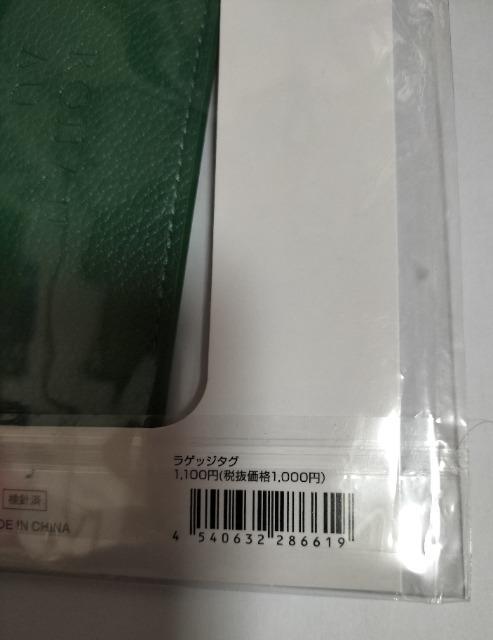 ラゲッジタグ
1,100円(税抜価格1,000円)
検針済
DE IN CHINA
4 540632 286619